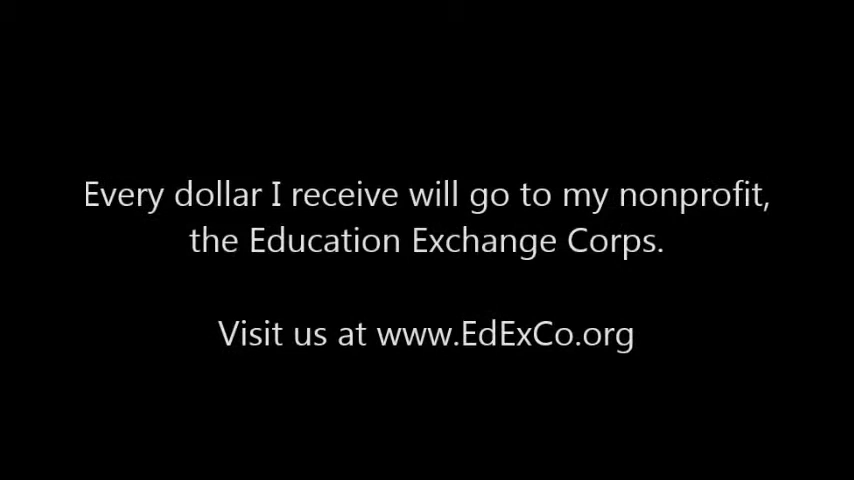 Every dollar I receive will go to my nonprofit,
the Education Exchange Corps.
Visit us at www.EdExCo.org